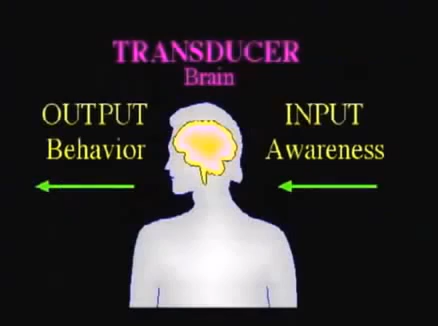 TRANSDUCER
Brain
OUTPUT
Behavior
INPUT
Awareness